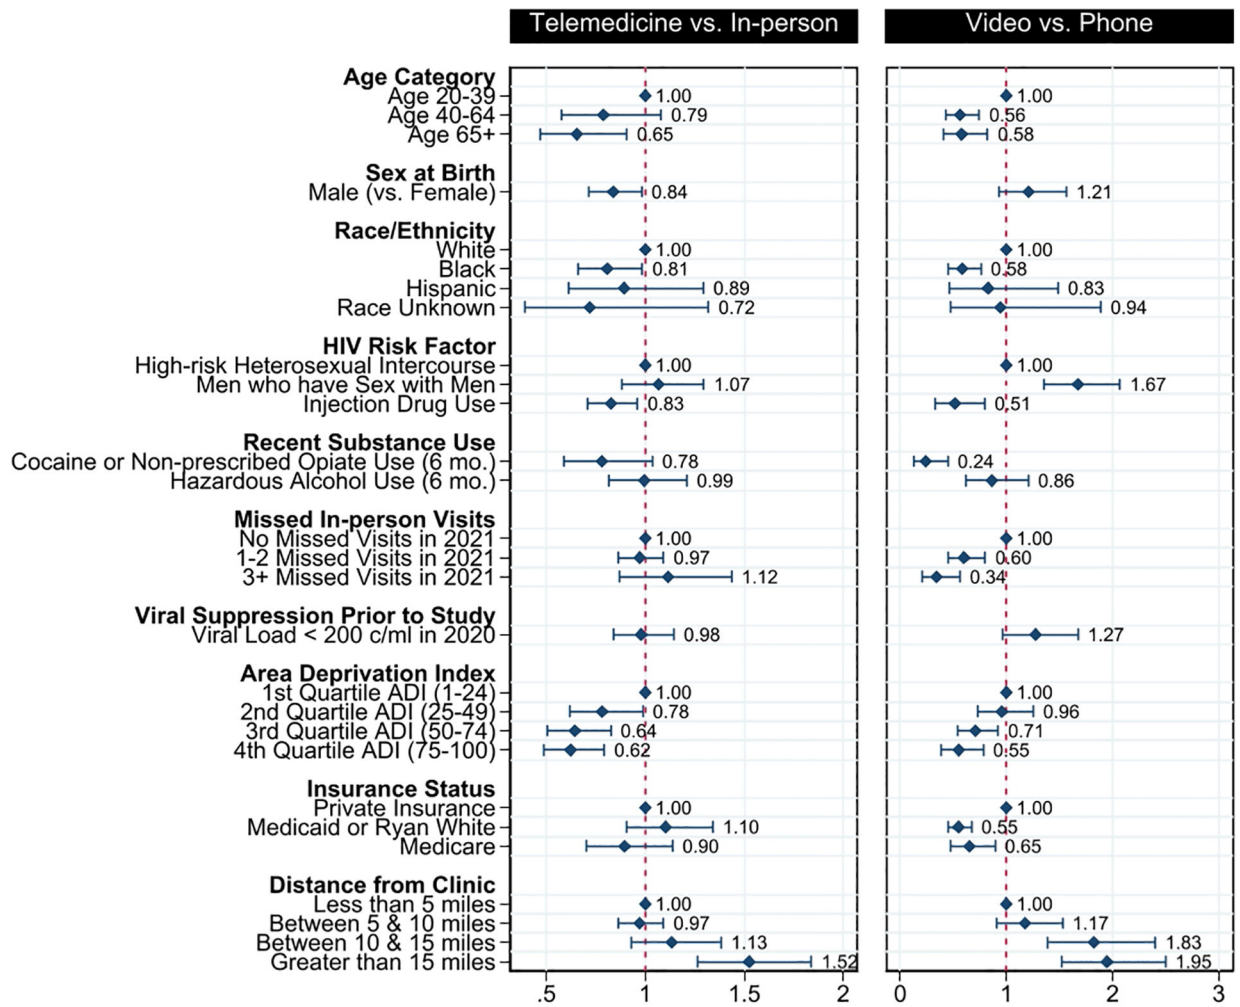 Telemedicine vs. In-person Video vs. Phone
Age Category
Age 20-39 1.00 1.00
Age 40-64 0.79 0.56
Age 65+ 0.65 0.58
Sex at Birth
Male (vs. Female) 0.84 1.21
Race/Ethnicity
White 1.00 1.00
Black 0.81 0.58
Hispanic 0.89 0.83
Race Unknown 0.72 0.94
HIV Risk Factor
High-risk Heterosexual Intercourse 1.00 1.00
Men who have Sex with Men 1.07 1.67
Injection Drug Use 0.83 0.51
Recent Substance Use
Cocaine or Non-prescribed Opiate Use (6 mo.) 0.78 0.24
Hazardous Alcohol Use (6 mo.) 0.99 0.86
Missed In-person Visits
No Missed Visits in 2021 1.00 1.00
1-2 Missed Visits in 2021 0.97 0.60
3+ Missed Visits in 2021 1.12 0.34
Viral Suppression Prior to Study
Viral Load < 200 c/ml in 2020 0.98 1.27
Area Deprivation Index
1st Quartile ADI (1-24) 1.00 1.00
2nd Quartile ADI (25-49) 0.78 0.96
3rd Quartile ADI (50-74) 0.64 0.71
4th Quartile ADI (75-100) 0.62 0.55
Insurance Status
Private Insurance 1.00 1.00
Medicaid or Ryan White 1.10 0.55
Medicare 0.90 0.65
Distance from Clinic
Less than 5 miles 1.00 1.00
Between 5 & 10 miles 0.97 1.17
Between 10 & 15 miles 1.13 1.83
Greater than 15 miles 1.52 1.95
.5 1 1.5 2 0 1 2 3